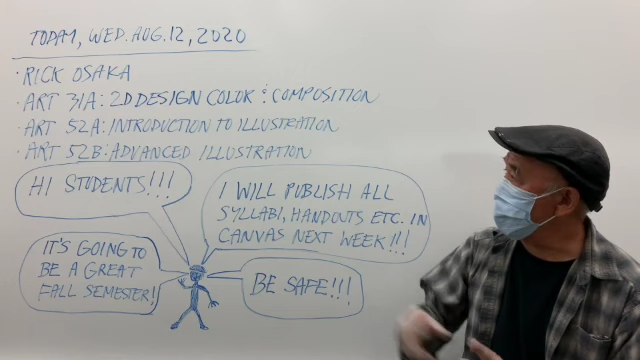 TODAY, WED. AUG. 12, 2020
· RICK OSAKA
· ART 31A: 2D DESIGN COLOR & COMPOSITION
· ART 52A: INTRODUCTION TO ILLUSTRATION
· ART 52B: ADVANCED ILLUSTRATION
HI STUDENTS!!!
I WILL PUBLISH ALL
SYLLABI, HANDOUTS ETC. IN
CANVAS NEXT WEEK!!!
IT'S GOING TO
BE A GREAT
FALL SEMESTER!
BE SAFE!!!